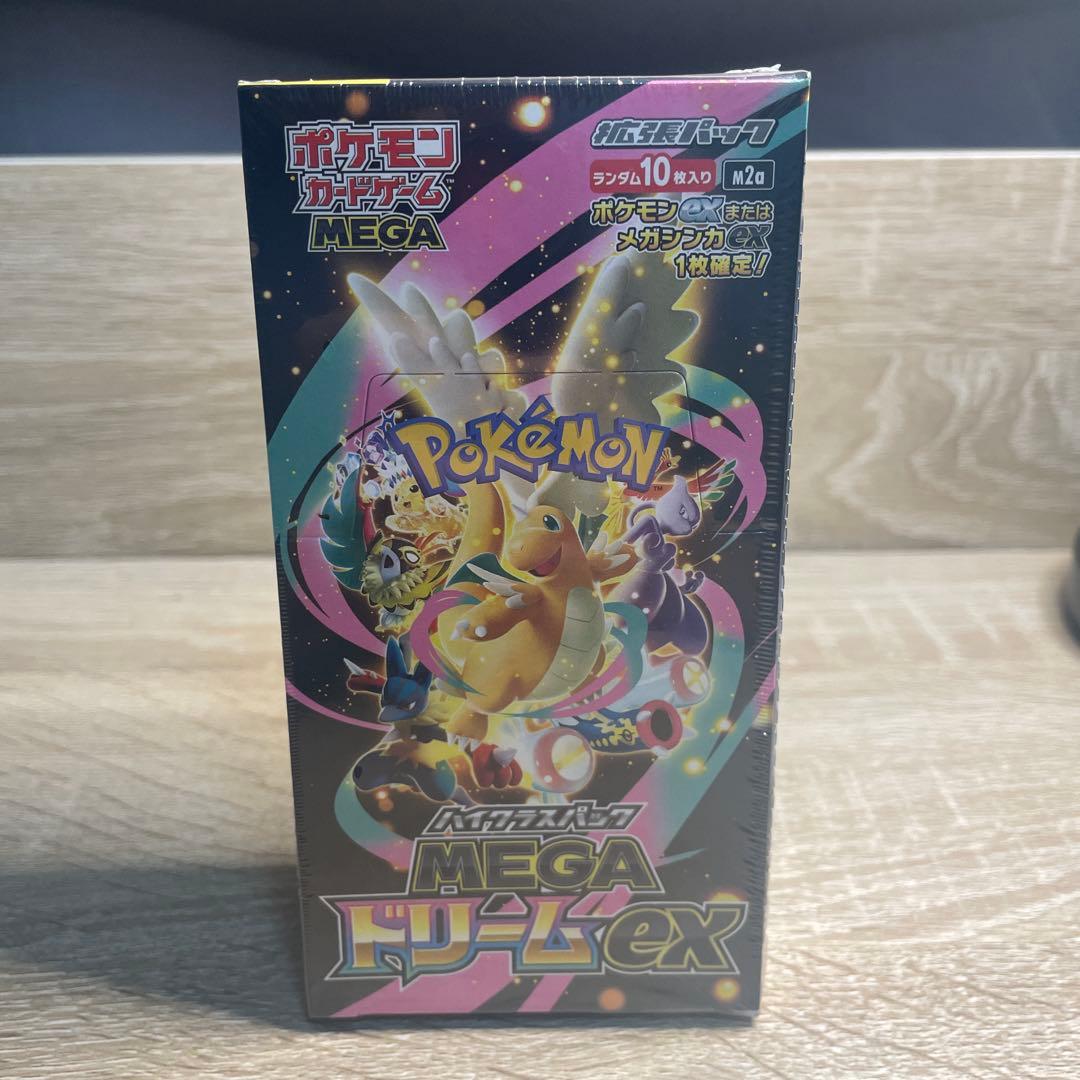 ポケモン
カードゲーム™
MEGA
拡張パック
ランダム10枚入り M2a
ポケモンexまたは
メガシンカex
1枚確定!
POKÉMON™
ハイクラスパック
MEGA
ドリームex